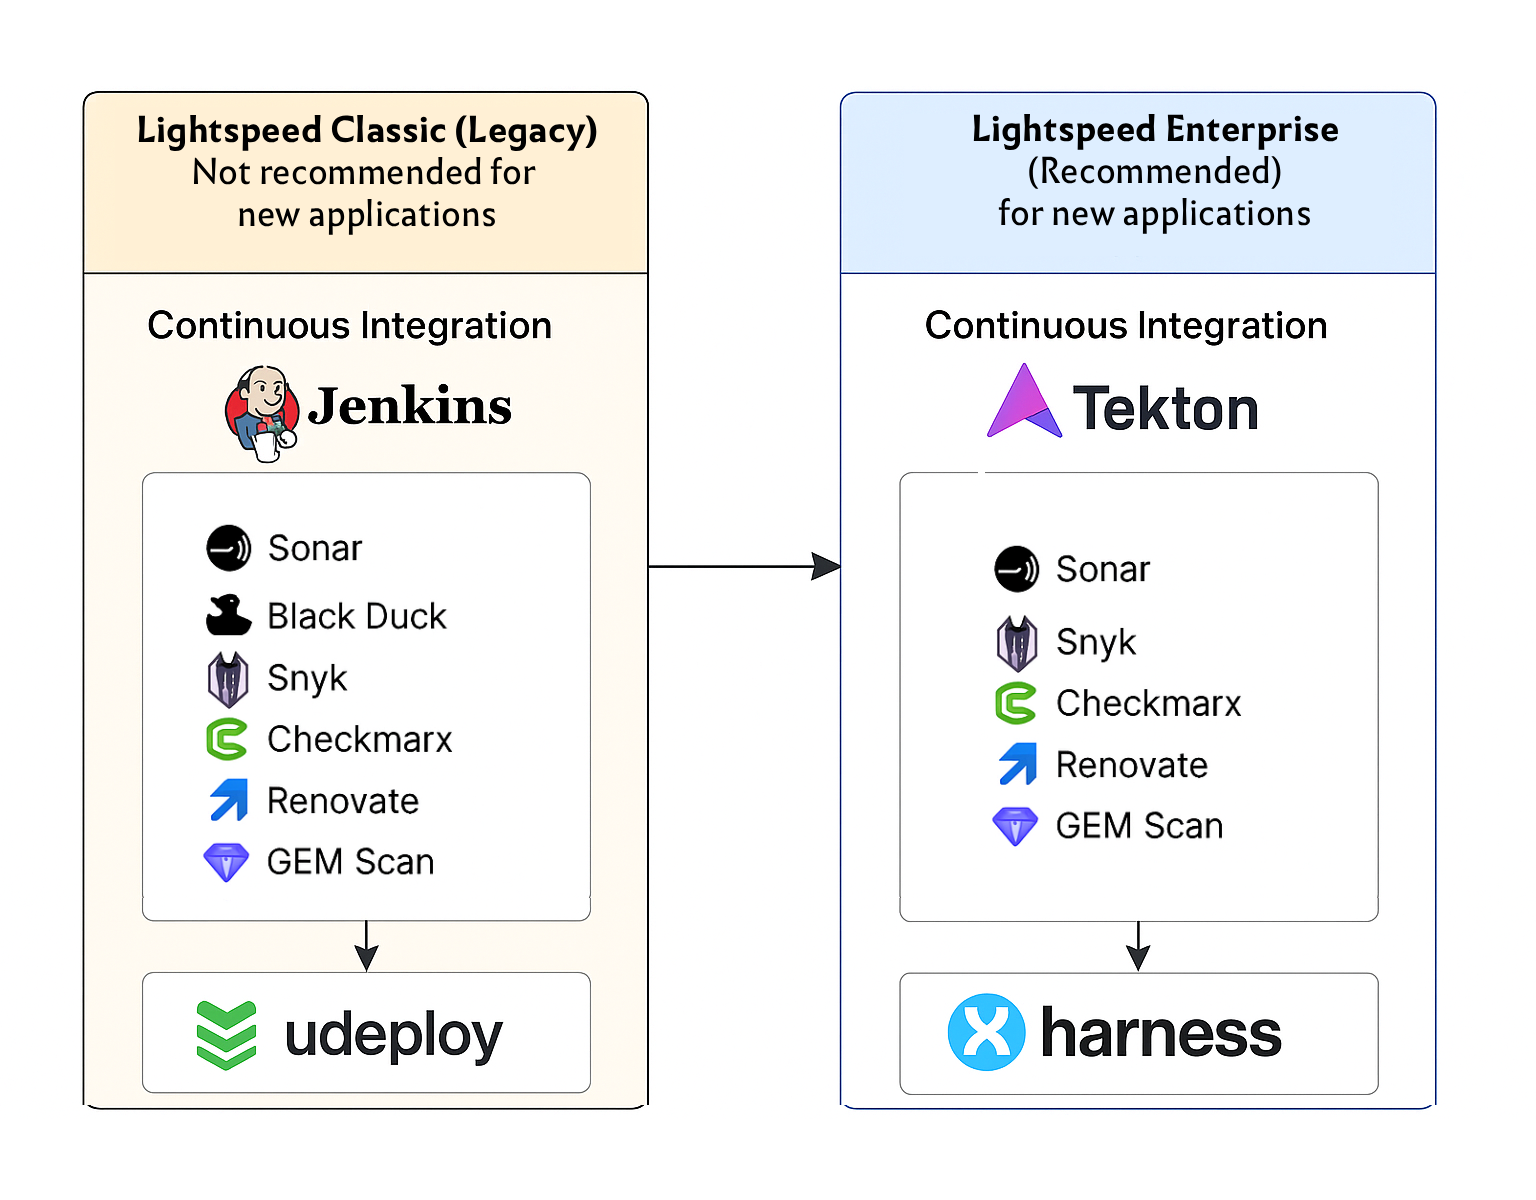 Lightspeed Classic (Legacy)
Not recommended for
new applications
Continuous Integration
Jenkins
Sonar
Black Duck
Snyk
Checkmarx
Renovate
GEM Scan
udeploy
Lightspeed Enterprise
(Recommended)
for new applications
Continuous Integration
Tekton
Sonar
Snyk
Checkmarx
Renovate
GEM Scan
harness